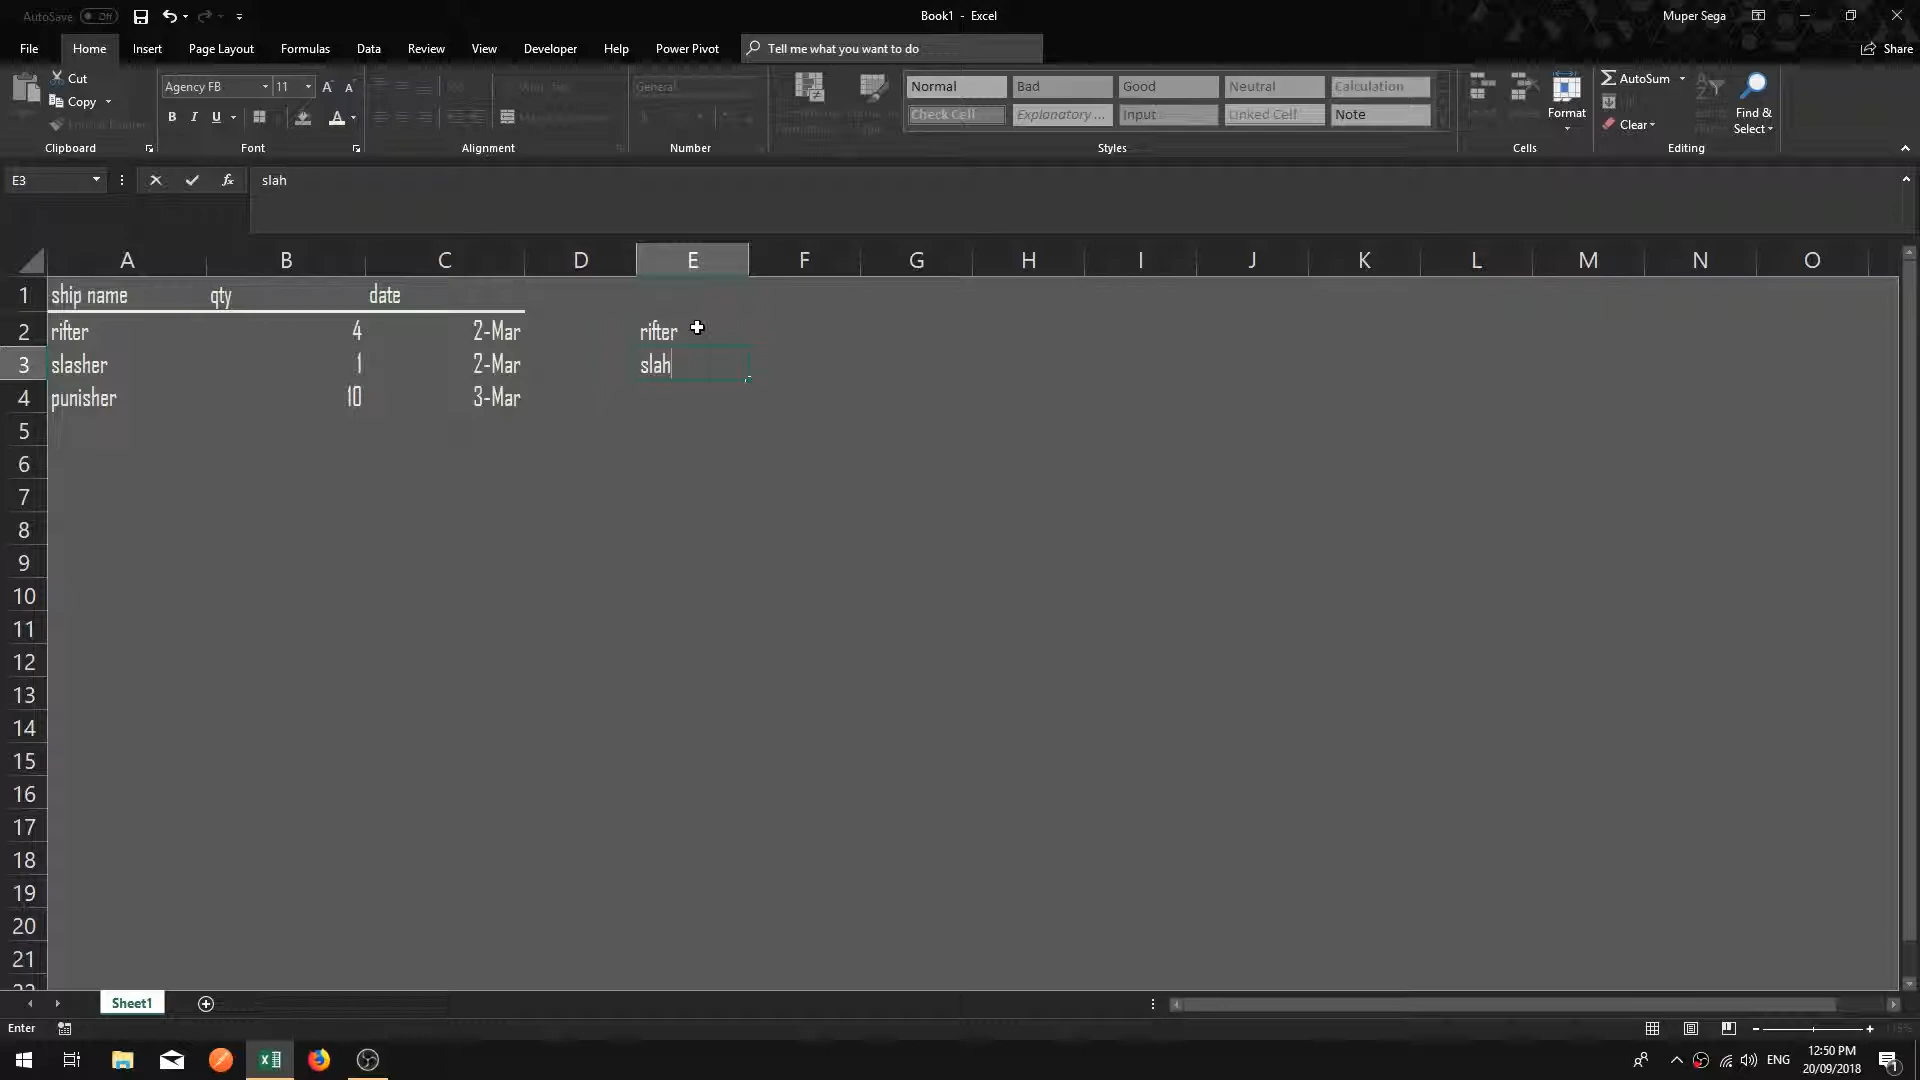 AutoSave Off
Book1 - Excel
Muper Sega
File Home Insert Page Layout Formulas Data Review View Developer Help Power Pivot Tell me what you want to do Share
Cut
Copy
Agency FB 11
General
Normal Bad Good Neutral Calculation
Check Cell Explanatory ... Input Linked Cell Note
Format
AutoSum
Clear
Find &
Select
B I U
Clipboard Font Alignment Number Styles Cells Editing
E3 fx slah
A B C D E F G H I J K L M N O
1 ship name qty date
2 rifter 4 2-Mar rifter
3 slasher 1 2-Mar slah
4 punisher 10 3-Mar
5
6
7
8
9
10
11
12
13
14
15
16
17
18
19
20
21
Sheet1
Enter
ENG
12:50 PM
20/09/2018
1